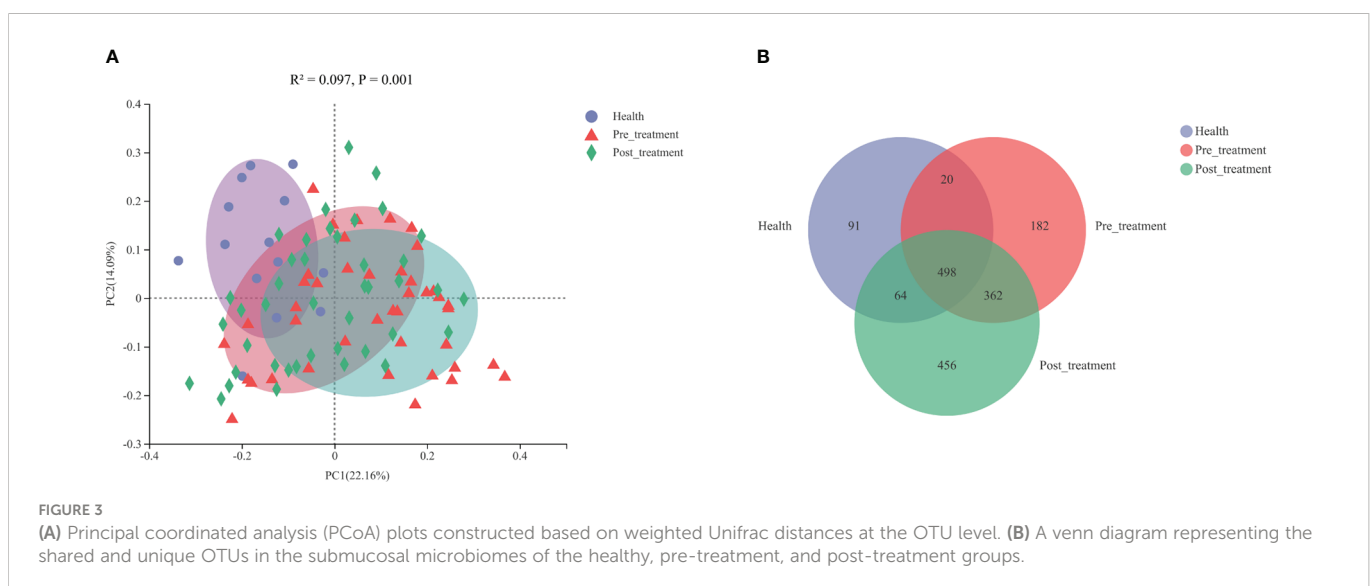 A
R² = 0.097, P = 0.001
0.4
0.3
0.2
0.1
0
-0.1
-0.2
-0.3
-0.4
-0.2
0
0.2
0.4
PC2(14.09%)
PC1(22.16%)
Health
Pre_treatment
Post_treatment
B
Health
Pre_treatment
Post_treatment
Health
91
20
182
Pre_treatment
498
64
362
456
Post_treatment
FIGURE 3
(A) Principal coordinated analysis (PCoA) plots constructed based on weighted Unifrac distances at the OTU level. (B) A venn diagram representing the
shared and unique OTUs in the submucosal microbiomes of the healthy, pre-treatment, and post-treatment groups.